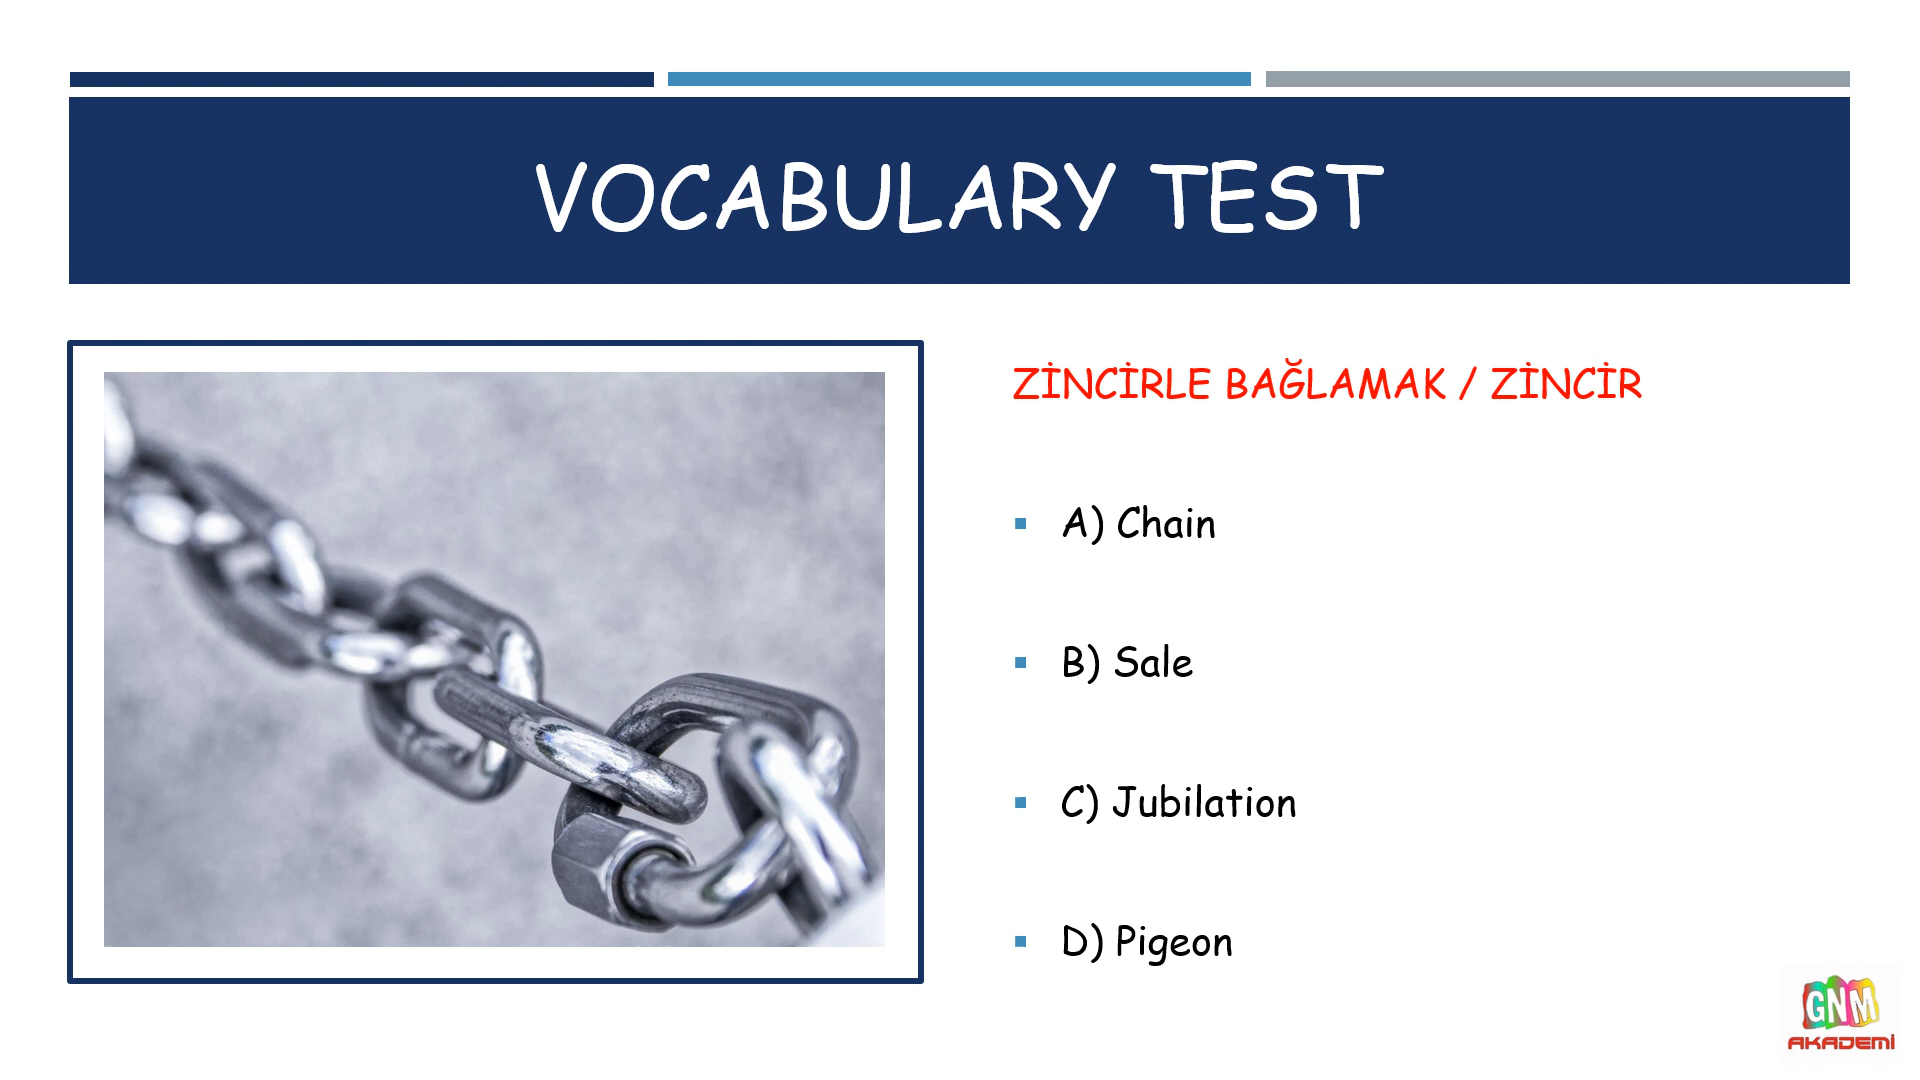 VOCABULARY TEST
ZİNCİRLE BAĞLAMAK / ZİNCİR
A) Chain
B) Sale
C) Jubilation
D) Pigeon
GNM
AKADEMİ